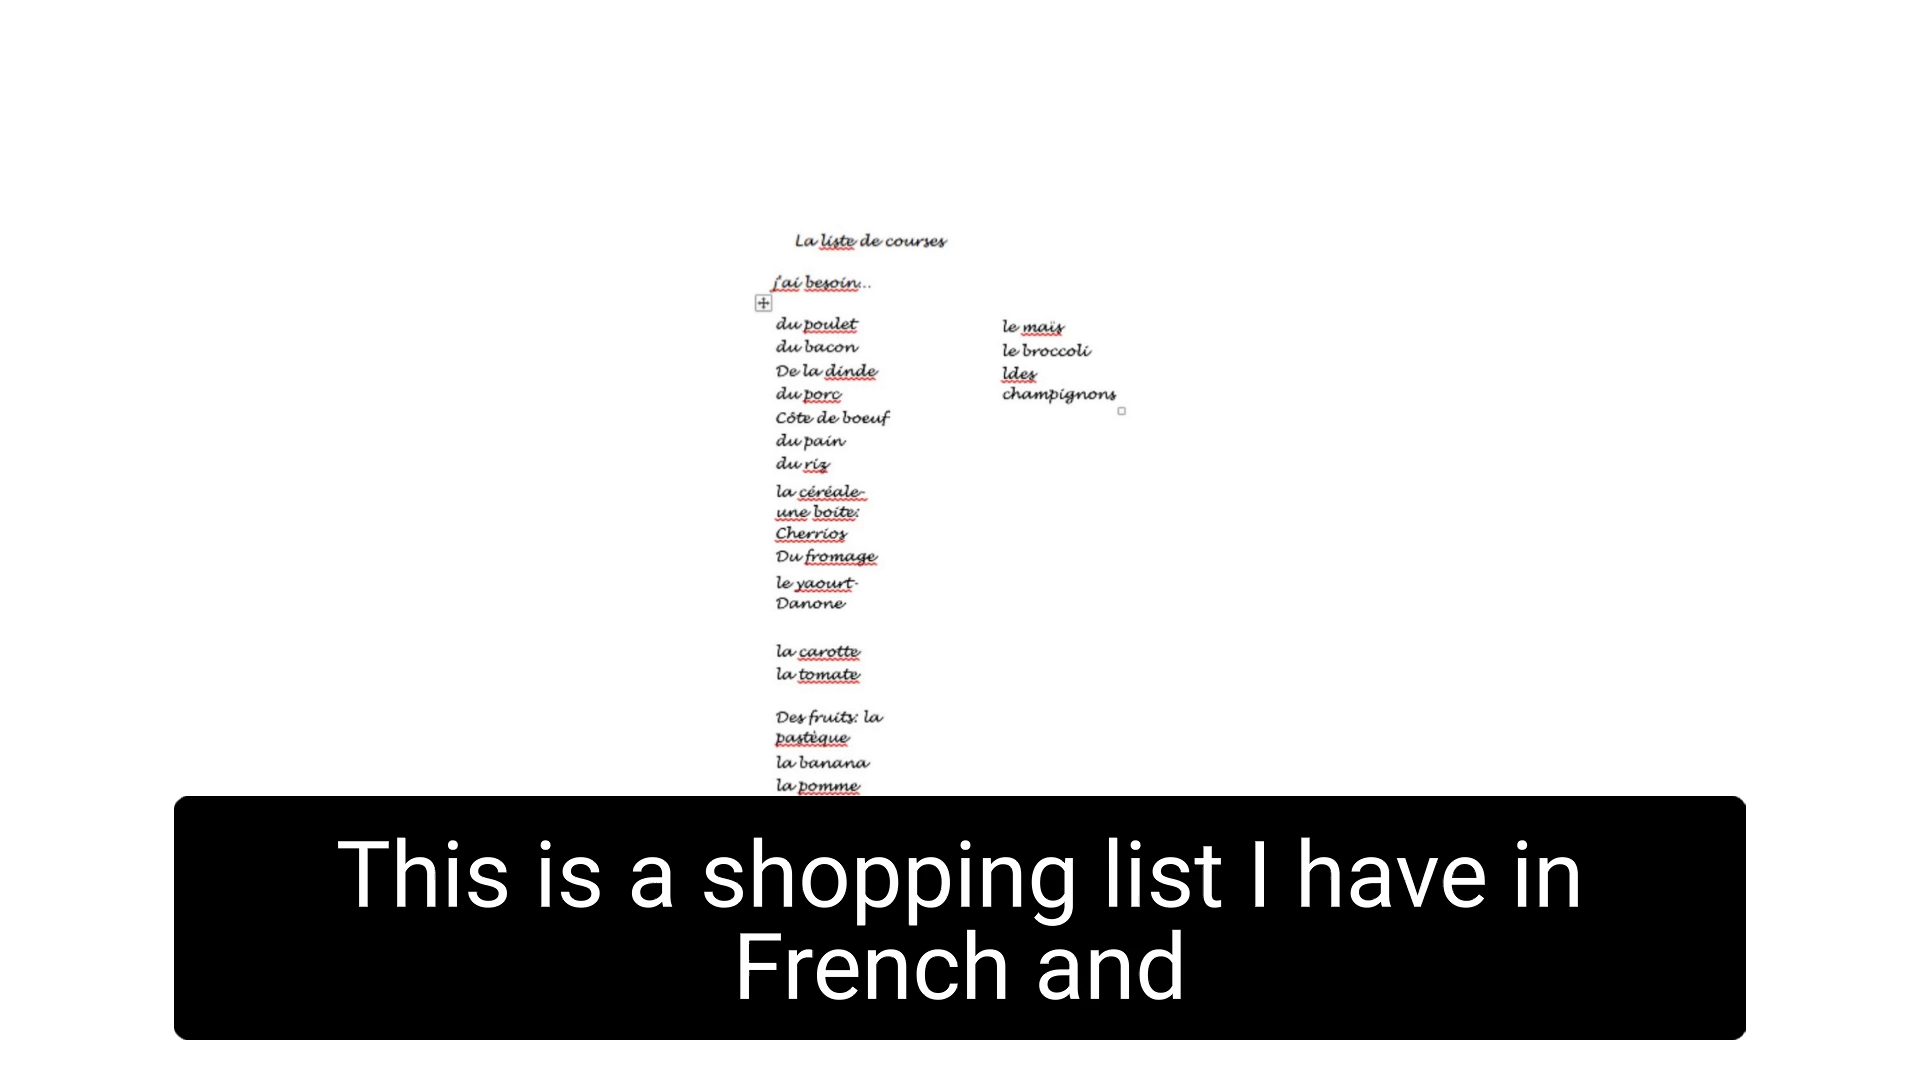 La liste de courses
j'ai besoin...
du poulet
du bacon
De la dinde
du porc
Côte de boeuf
du pain
du riz
la céréale-
une boite:
Cherrios
Du fromage
le yaourt-
Danone
la carotte
la tomate
Des fruits: la
pastèque
la banana
la pomme
le maïs
le broccoli
ldes
champignons
This is a shopping list I have in
French and